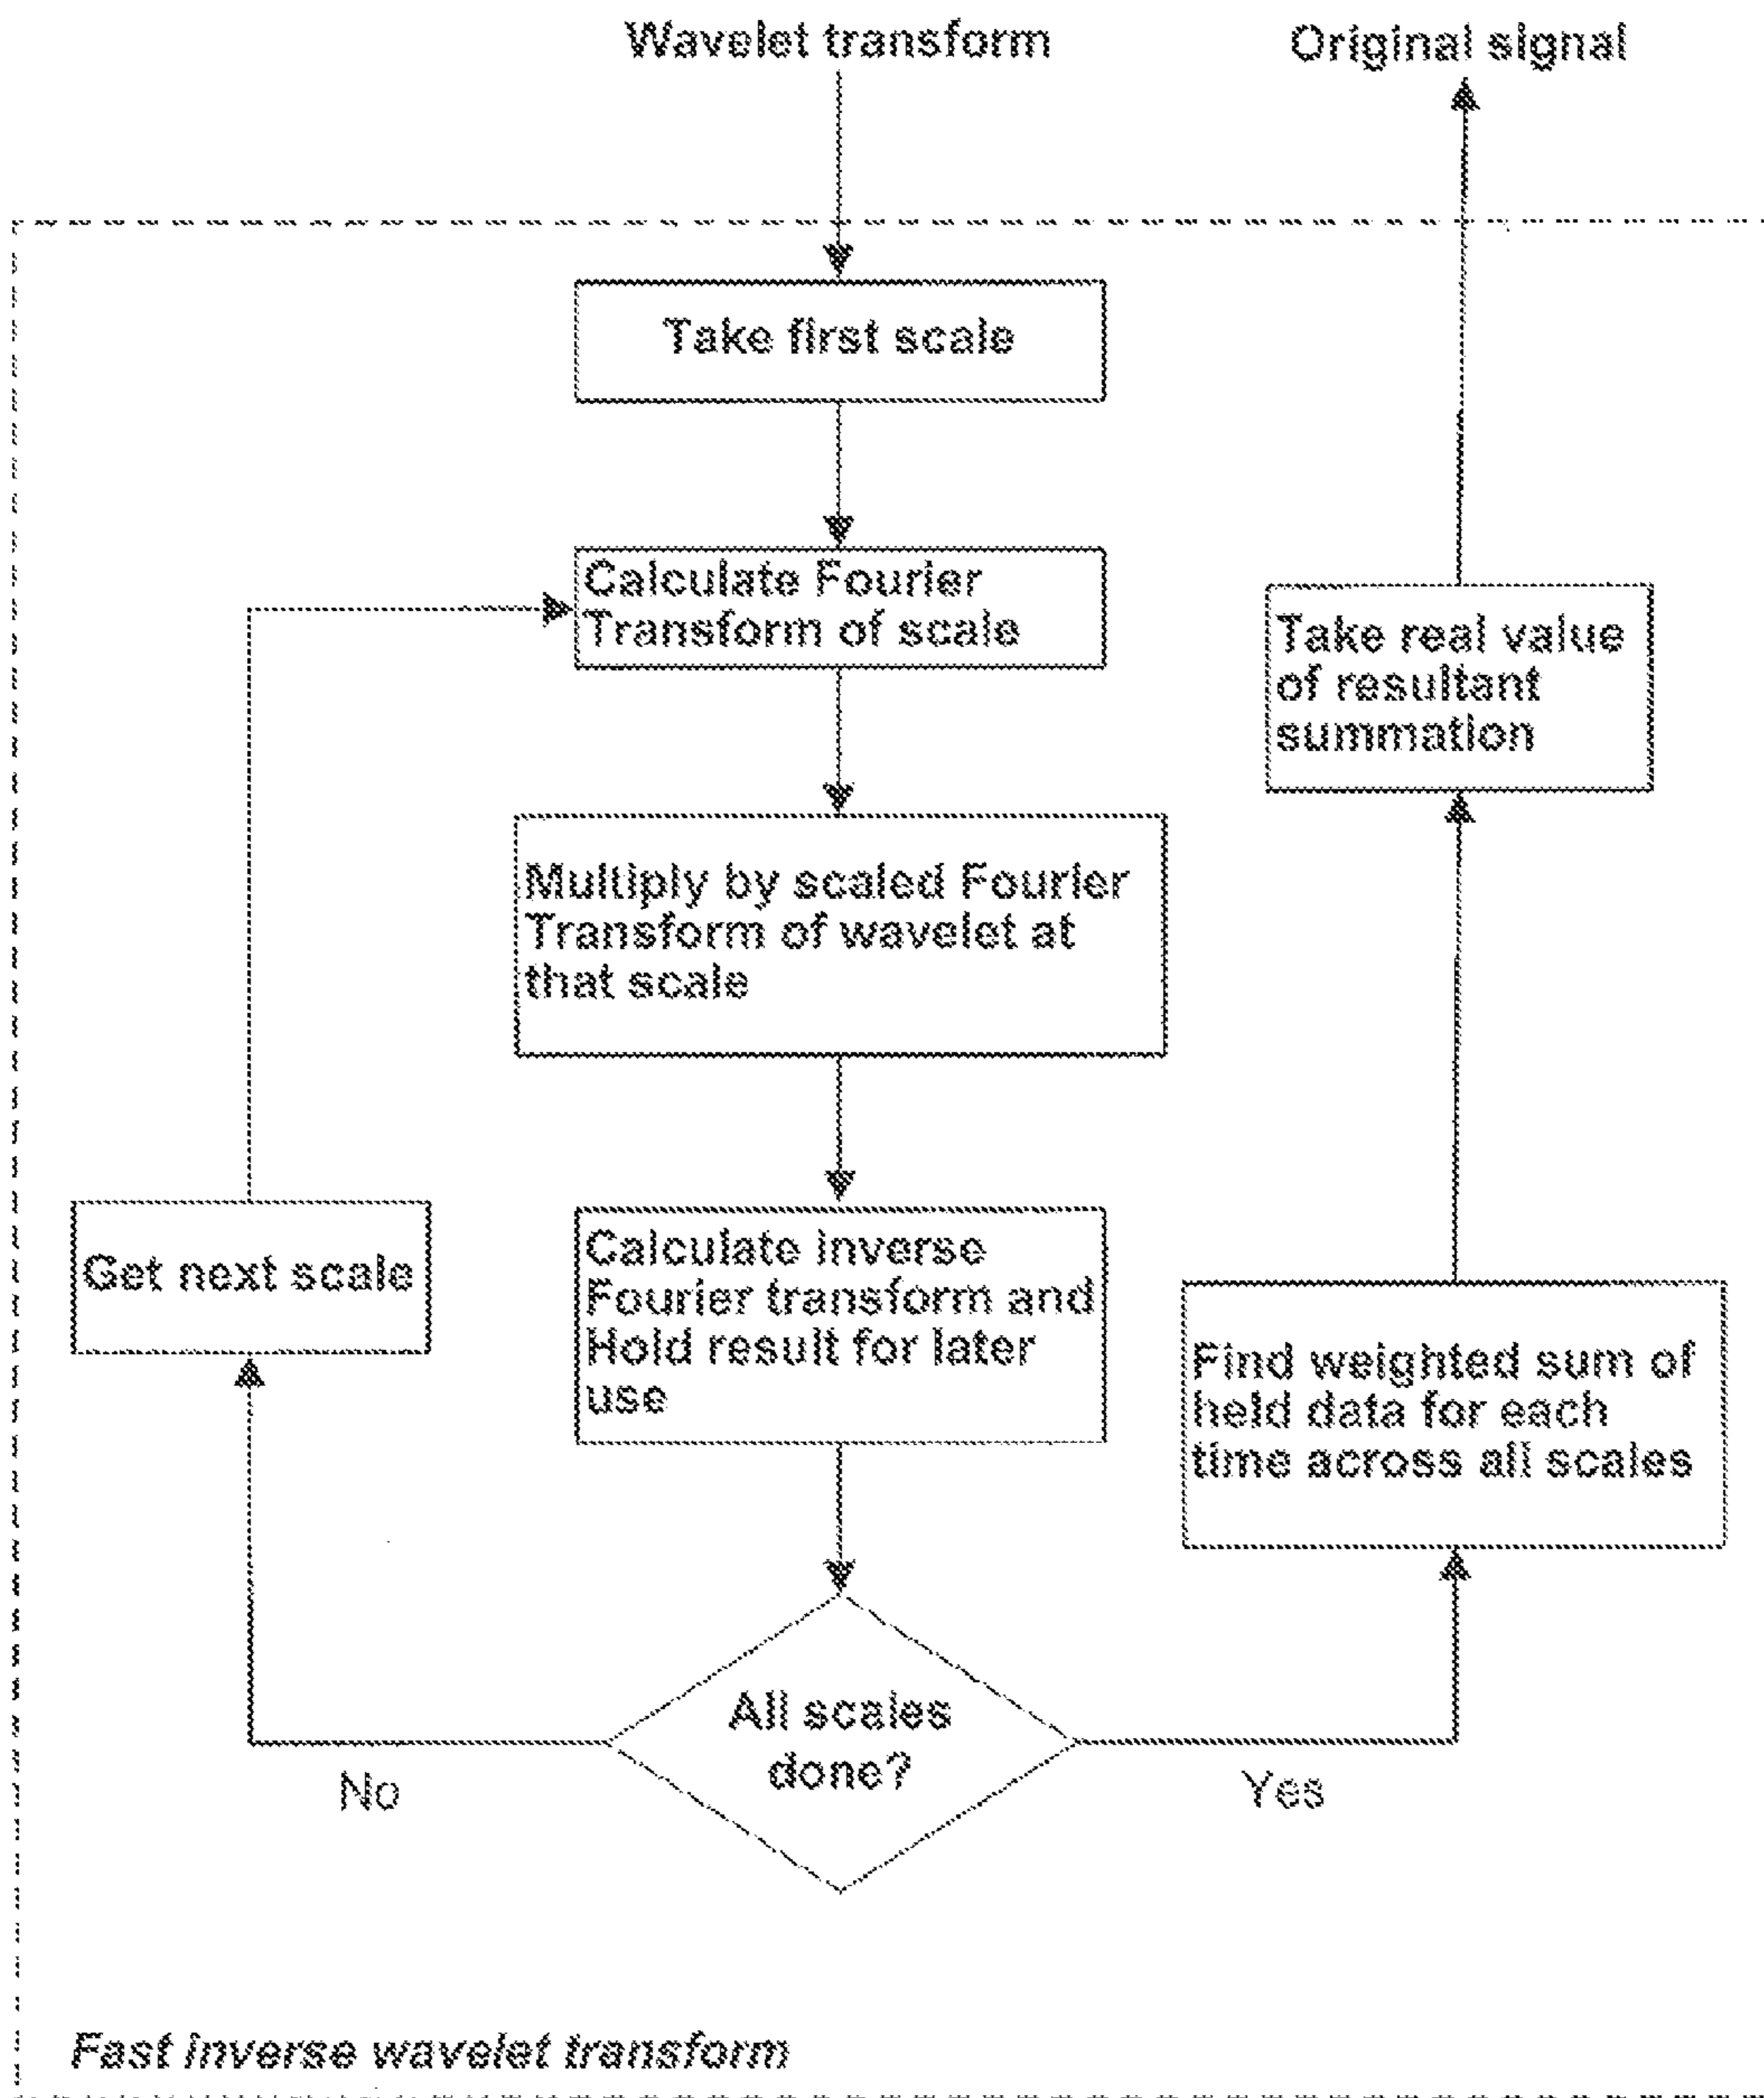 Wavelet transform
Original signal
Take first scale
Calculate Fourier
Transform of scale
Take real value
of resultant
summation
Multiply by scaled Fourier
Transform of wavelet at
that scale
Get next scale
Calculate inverse
Fourier transform and
Hold result for later
use
Find weighted sum of
held data for each
time across all scales
All scales
done?
No
Yes
Fast inverse wavelet transform